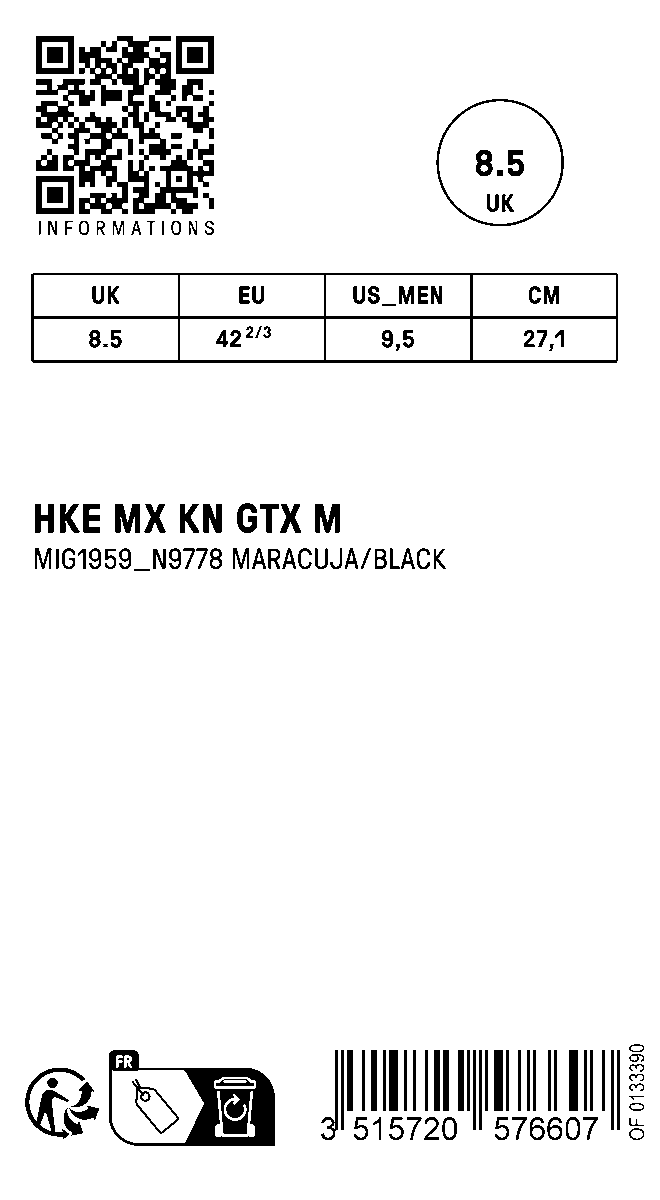 INFORMATIONS
8.5
UK
UK EU US_MEN CM
8.5 42 2/3 9,5 27,1
HKE MX KN GTX M
MIG1959_N9778 MARACUJA/BLACK
FR
3 515720 576607
OF 0133390